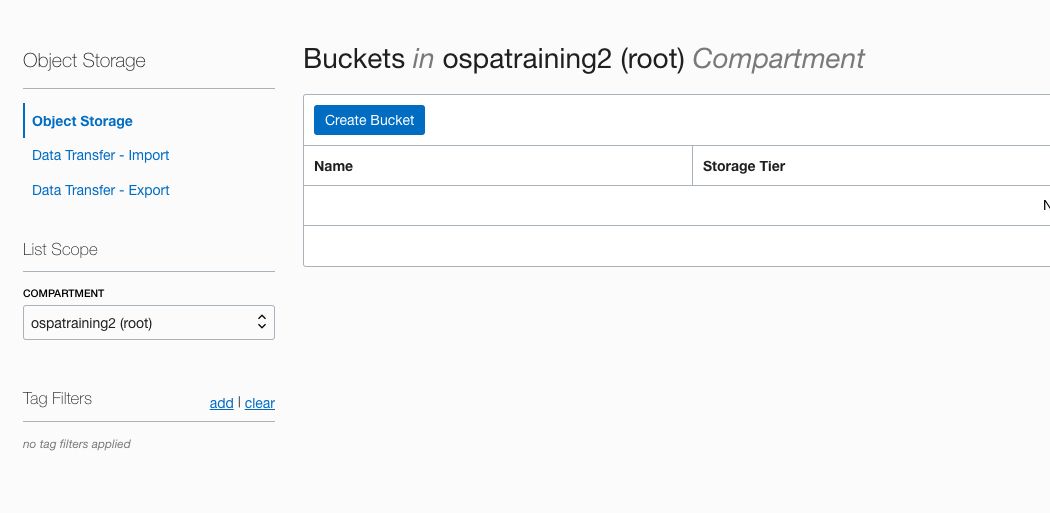 Object Storage
Object Storage
Data Transfer - Import
Data Transfer - Export
List Scope
COMPARTMENT
ospatraining2 (root)
Tag Filters
add | clear
no tag filters applied
Buckets in ospatraining2 (root) Compartment
Create Bucket
Name
Storage Tier